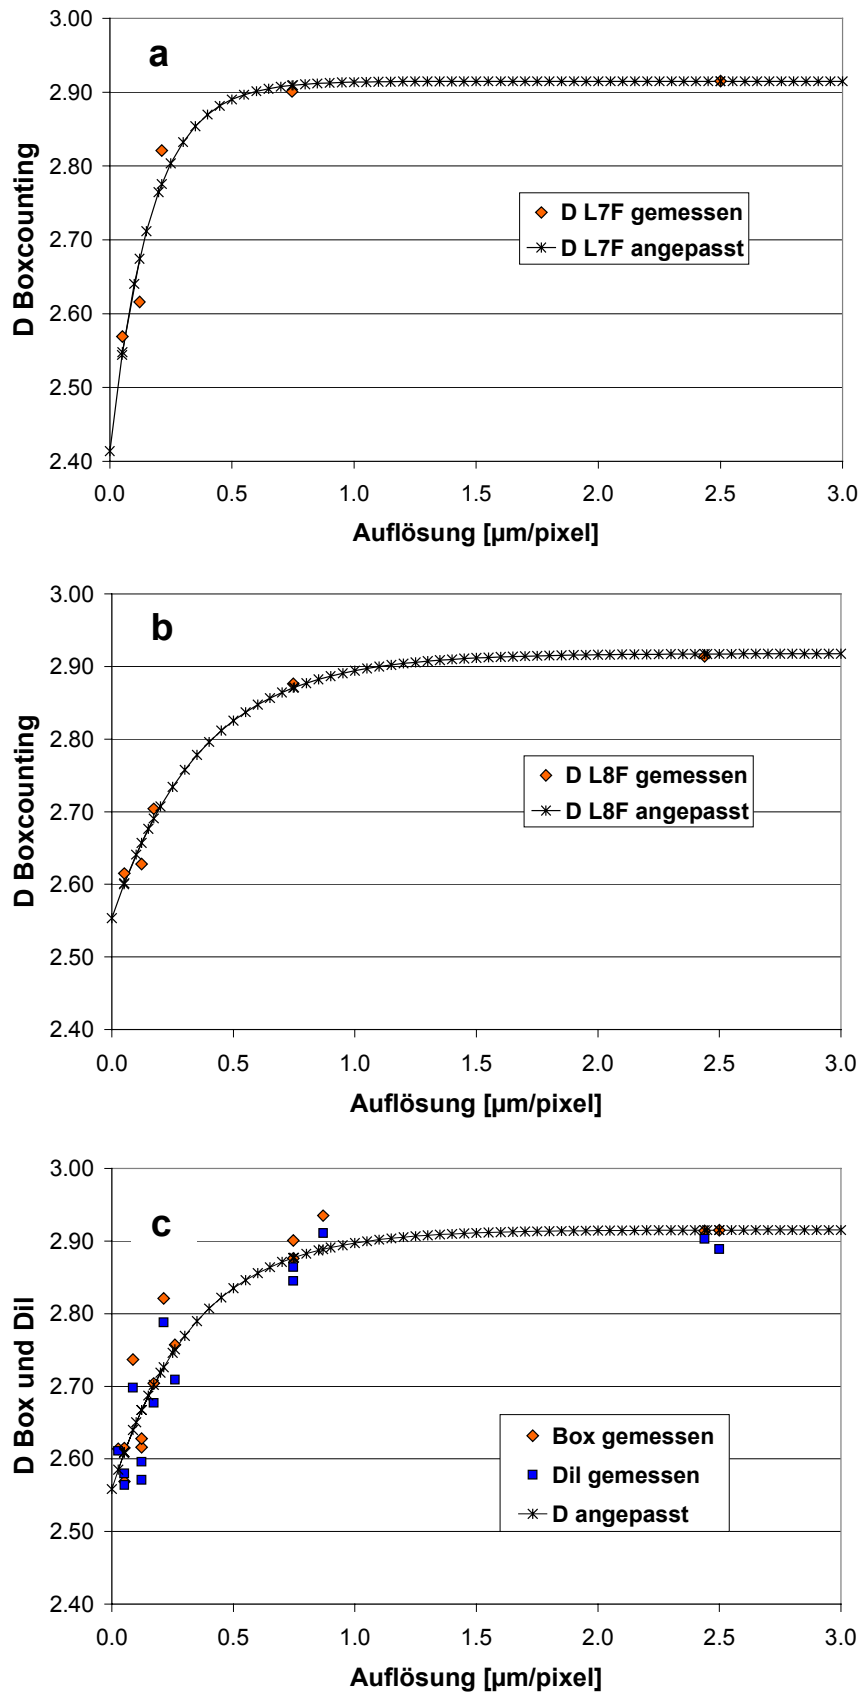 3.00
a
2.90
2.80
D L7F gemessen
2.70
D L7F angepasst
D Boxcounting
2.60
2.50
2.40
0.0 0.5 1.0 1.5 2.0 2.5 3.0
Auflösung [µm/pixel]
3.00
b
2.90
2.80
D L8F gemessen
2.70
D L8F angepasst
D Boxcounting
2.60
2.50
2.40
0.0 0.5 1.0 1.5 2.0 2.5 3.0
Auflösung [µm/pixel]
3.00
c
2.90
2.80
2.70
D Box und Dil
Box gemessen
2.60
Dil gemessen
D angepasst
2.50
2.40
0.0 0.5 1.0 1.5 2.0 2.5 3.0
Auflösung [µm/pixel]